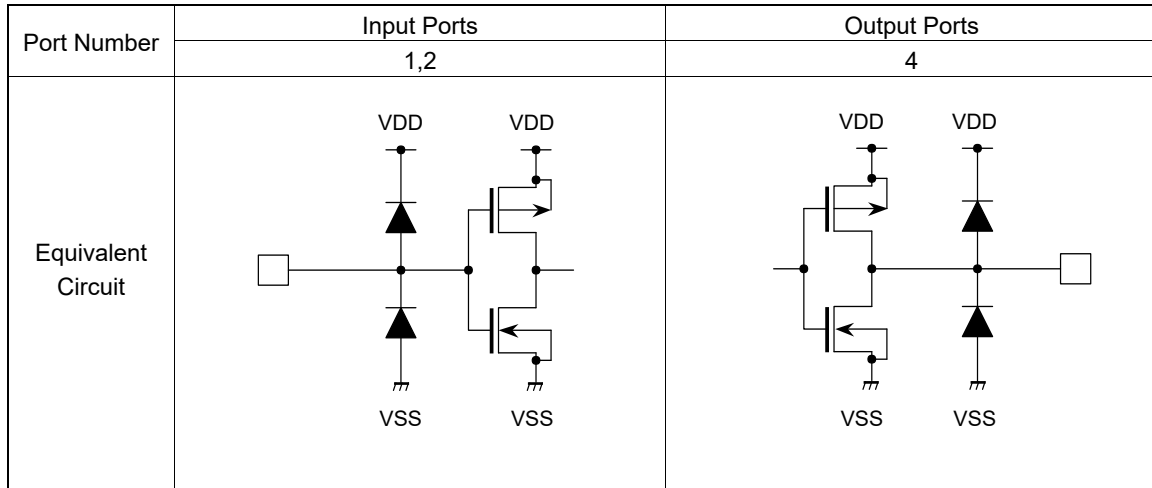 Port Number
Input Ports
Output Ports
1,2
4
Equivalent
Circuit
VDD
VDD
VSS
VSS
VDD
VDD
VSS
VSS